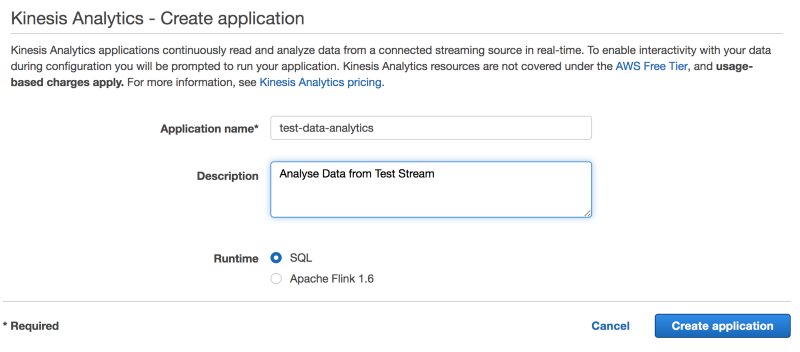 Kinesis Analytics - Create application
Kinesis Analytics applications continuously read and analyze data from a connected streaming source in real-time. To enable interactivity with your data
during configuration you will be prompted to run your application. Kinesis Analytics resources are not covered under the AWS Free Tier, and usage-
based charges apply. For more information, see Kinesis Analytics pricing.
Application name* test-data-analytics
Description Analyse Data from Test Stream
Runtime SQL
Apache Flink 1.6
* Required Cancel Create application